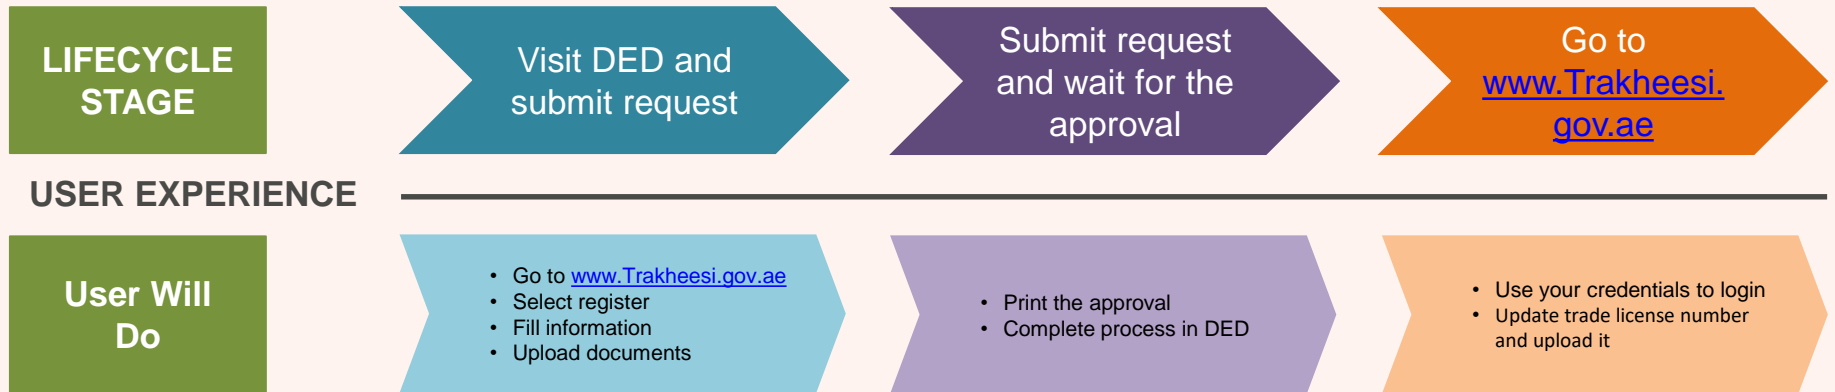 LIFECYCLE
STAGE
Visit DED and
submit request
Submit request
and wait for the
approval
Go to
www.Trakheesi.
gov.ae
USER EXPERIENCE
User Will
Do
• Go to www.Trakheesi.gov.ae
• Select register
• Fill information
• Upload documents
• Print the approval
• Complete process in DED
• Use your credentials to login
• Update trade license number
and upload it